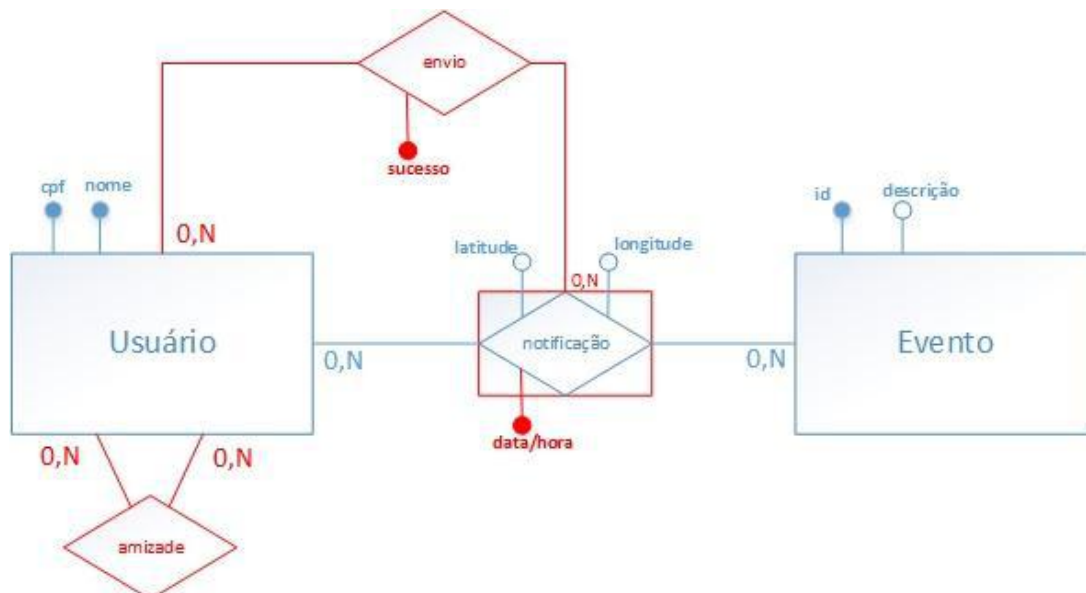 envio
sucesso
cpf
nome
id
descrição
0,N
latitude
longitude
0,N
Usuário
notificação
Evento
0,N
0,N
0,N
0,N
data/hora
amizade